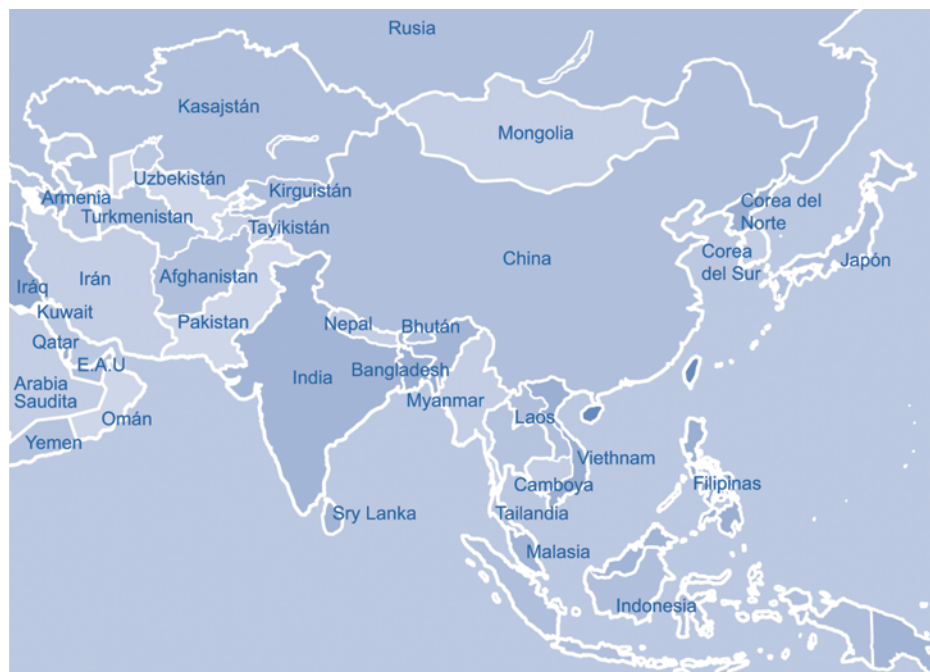 Rusia
Kasajstán
Mongolia
Uzbekistán
Kirguistán
Armenia
Turkmenistan
Tayikistán
Corea del
Norte
China
Corea
del Sur
Japón
Irán
Afghanistan
Iráq
Kuwait
Pakistan
Nepal
Bhután
Qatar
E.A.U
India
Bangladesh
Arabia
Saudita
Myanmar
Omán
Laos
Yemen
Viethnam
Camboya
Filipinas
Sry Lanka
Tailandia
Malasia
Indonesia